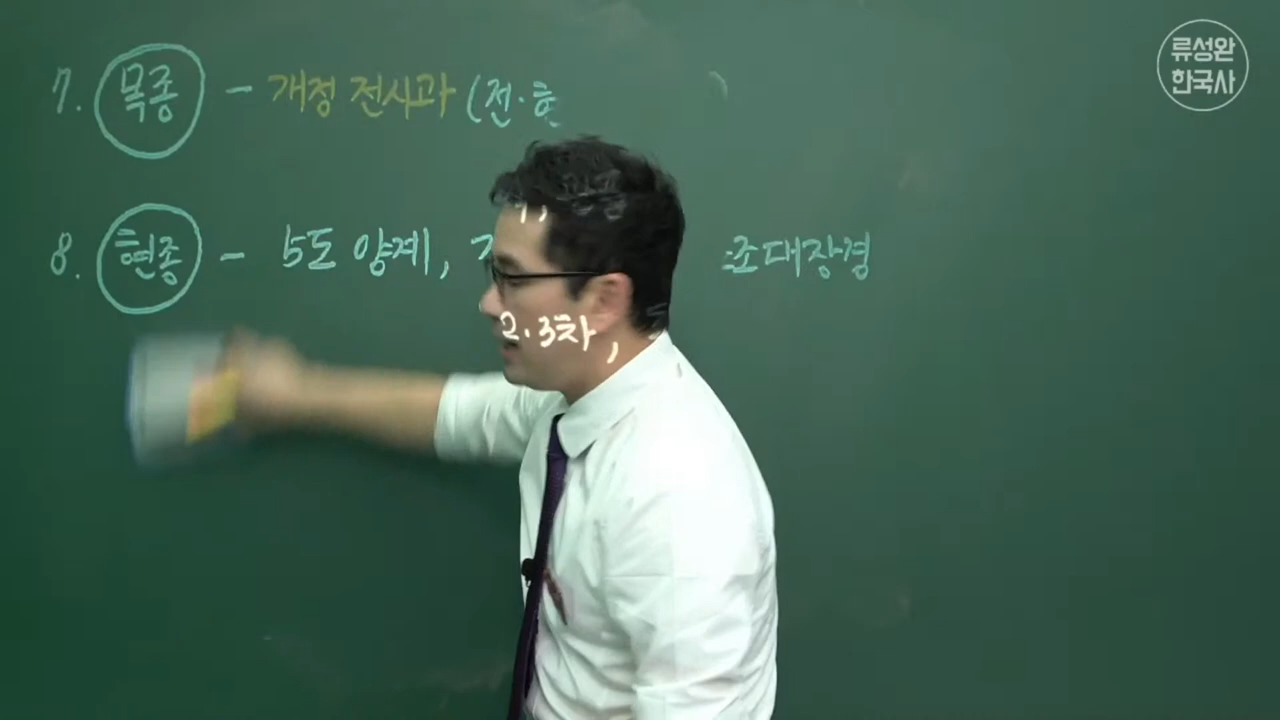 류성완
한국사
7. 목종 - 개정 전시과 (전·현
8. 현종 - 5도 양계, 초대장경
2·3차,